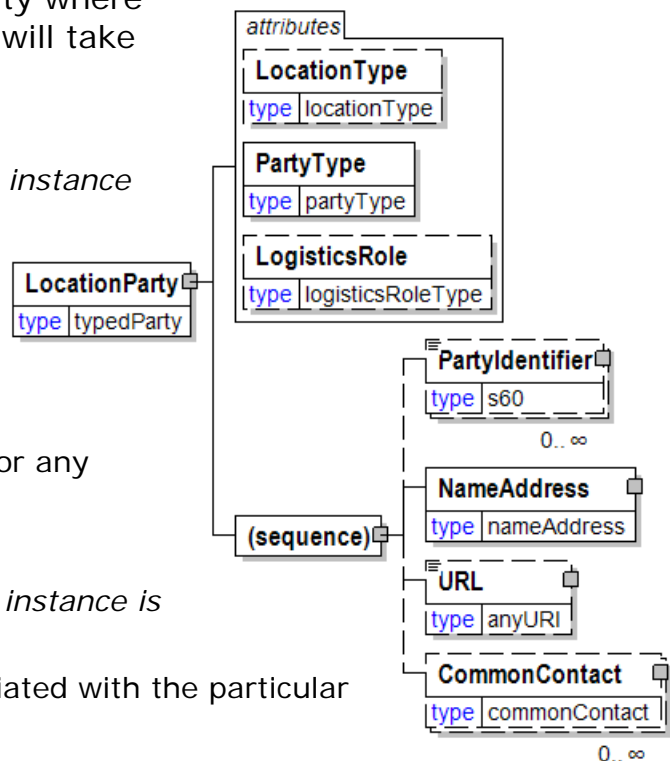 ty where
will take
instance
or any
instance is
iated with the particular
attributes
LocationType
type locationType
PartyType
type partyType
LogisticsRole
type logisticsRoleType
LocationParty
type typedParty
(sequence)
PartyIdentifier
type s60
0.. ∞
NameAddress
type nameAddress
URL
type anyURI
CommonContact
type commonContact
0.. ∞